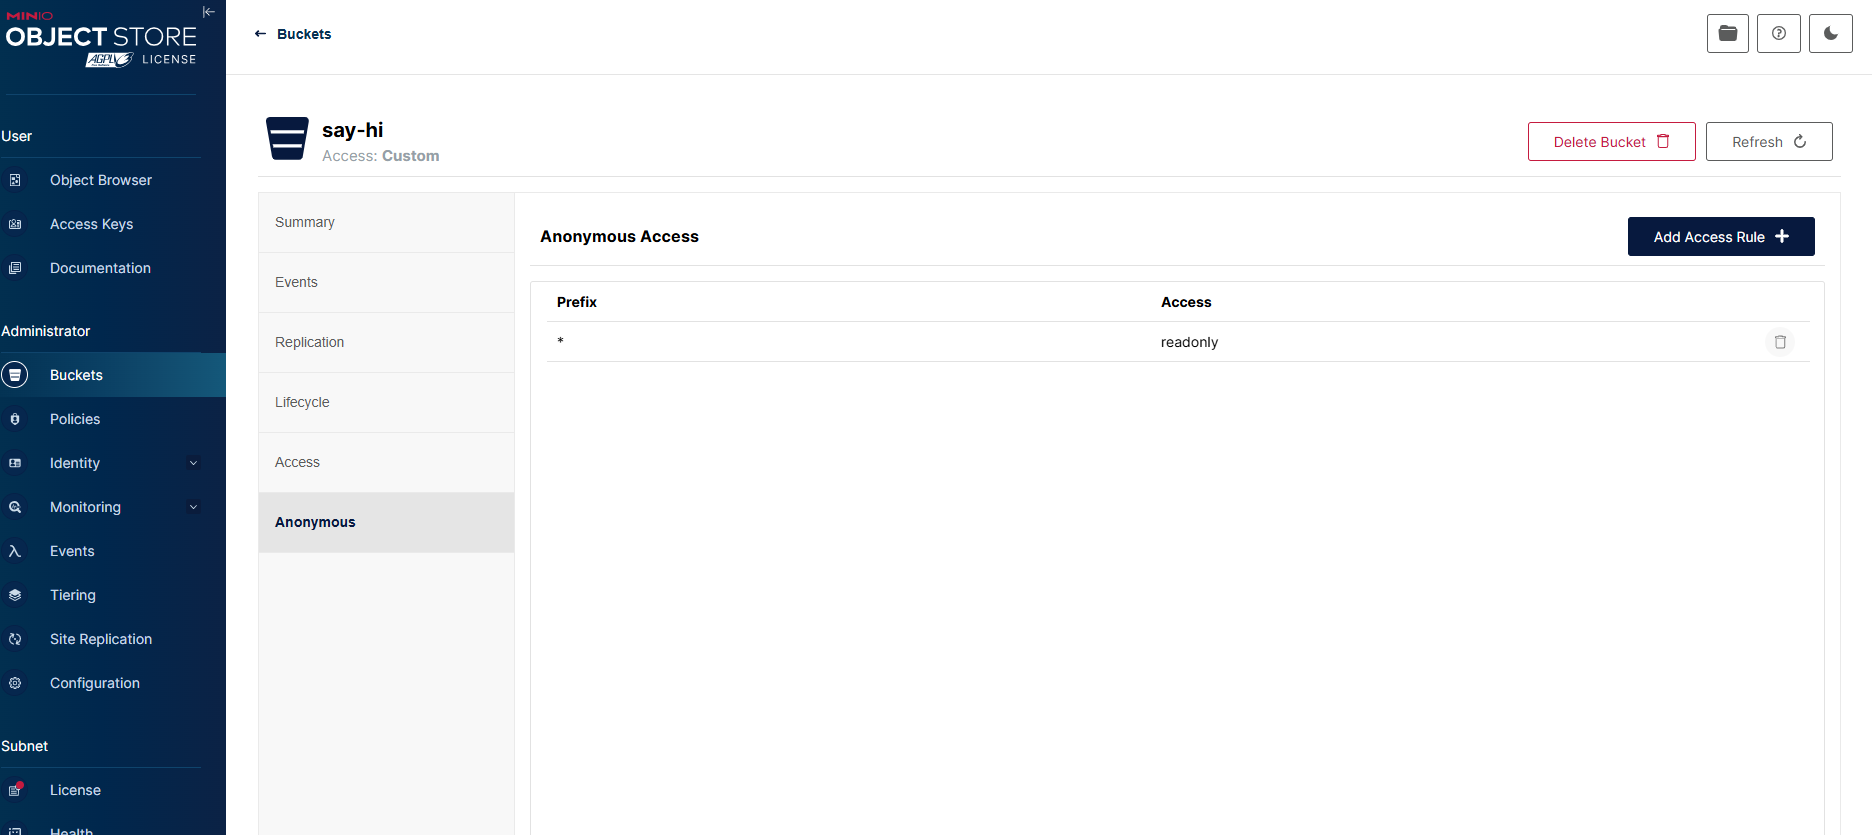 MINIO
OBJECT STORE
AGPLv3 LICENSE
User
Object Browser
Access Keys
Documentation
Administrator
Buckets
Policies
Identity
Monitoring
Events
Tiering
Site Replication
Configuration
Subnet
License
Health
← Buckets
say-hi
Access: Custom
Delete Bucket
Refresh
Summary
Events
Replication
Lifecycle
Access
Anonymous
Anonymous Access
Add Access Rule +
Prefix Access
* readonly